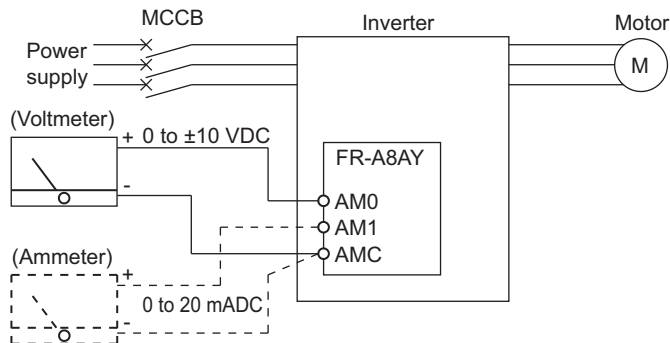 MCCB
Inverter
Motor
Power
supply
M
(Voltmeter)
+ 0 to ±10 VDC
-
FR-A8AY
AM0
AM1
AMC
(Ammeter)
+
0 to 20 mADC
-